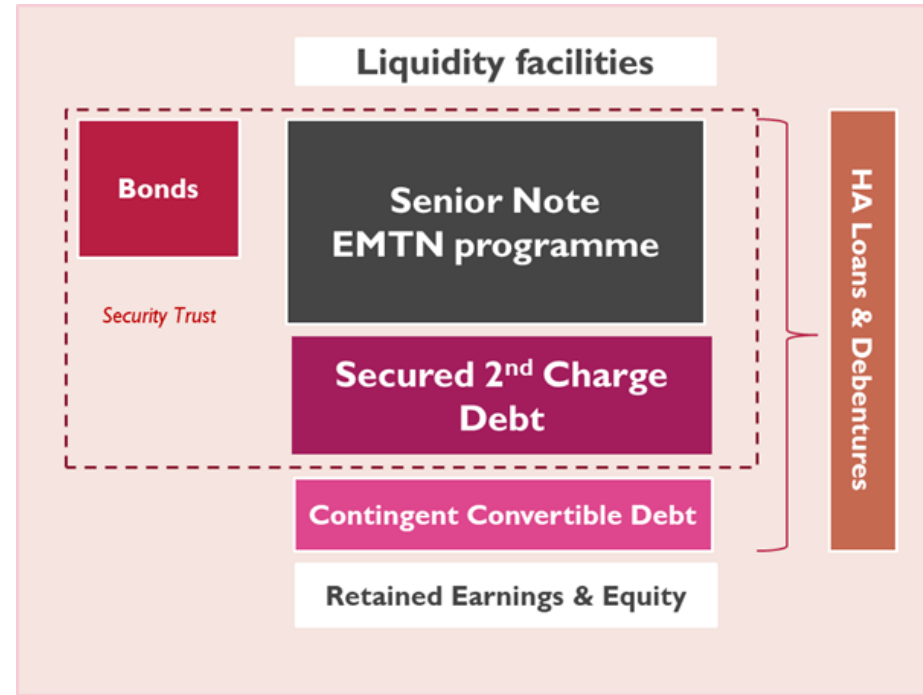 Liquidity facilities
Bonds
Security Trust
Senior Note
EMTN programme
Secured 2nd Charge
Debt
Contingent Convertible Debt
Retained Earnings & Equity
HA Loans & Debentures